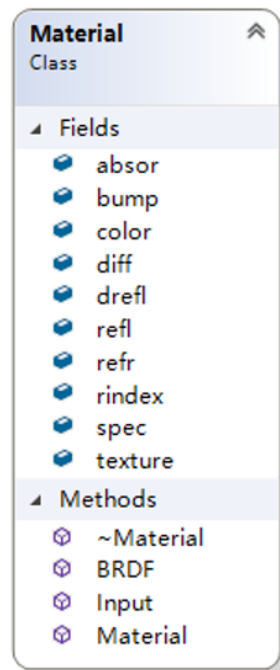 Material
Class
Fields
absor
bump
color
diff
drefl
refl
refr
rindex
spec
texture
Methods
~Material
BRDF
Input
Material